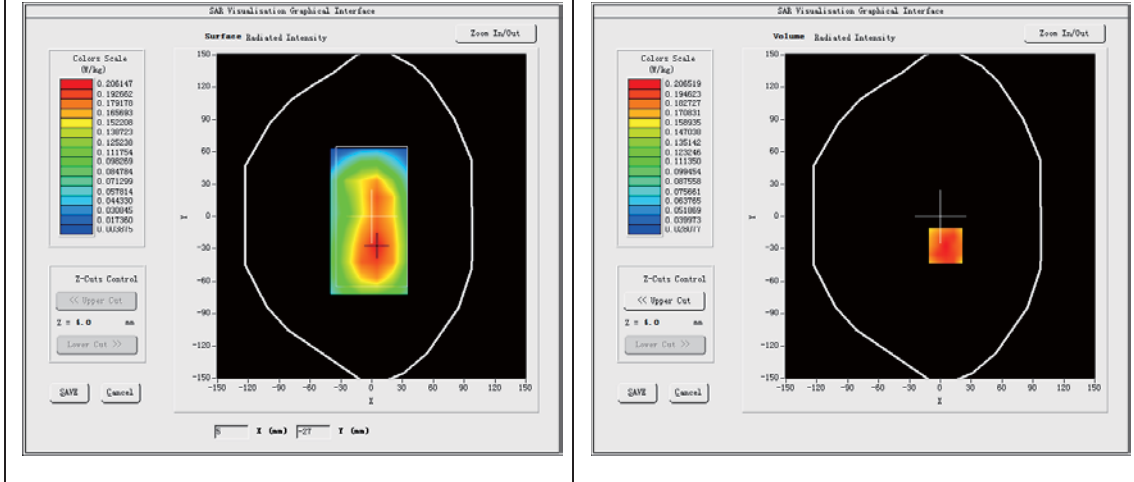 SAR Visualisation Graphical Interface
Surface Radiated Intensity
Zoom In/Out
Colors Scale
(W/kg)
0.206147
0.192662
0.179178
0.165693
0.152208
0.138723
0.125238
0.111754
0.098269
0.084784
0.071299
0.057814
0.044330
0.030845
0.017360
0.003875
150
120
90
60
30
0
-30
-60
-90
-120
-150
Y
-150 -120 -90 -60 -30 0 30 60 90 120 150
X
Z-Cuts Control
<< Upper Cut
Z = 4.0 mm
Lower Cut >>
SAVE Cancel
5 X (mm) -27 Y (mm)
SAR Visualisation Graphical Interface
Volume Radiated Intensity
Zoom In/Out
Colors Scale
(W/kg)
0.206519
0.194623
0.182727
0.170831
0.158935
0.147038
0.135142
0.123246
0.111350
0.099454
0.087558
0.075661
0.063765
0.051869
0.039973
0.028077
150
120
90
60
30
0
-30
-60
-90
-120
-150
Y
-150 -120 -90 -60 -30 0 30 60 90 120 150
X
Z-Cuts Control
<< Upper Cut
Z = 4.0 mm
Lower Cut >>
SAVE Cancel